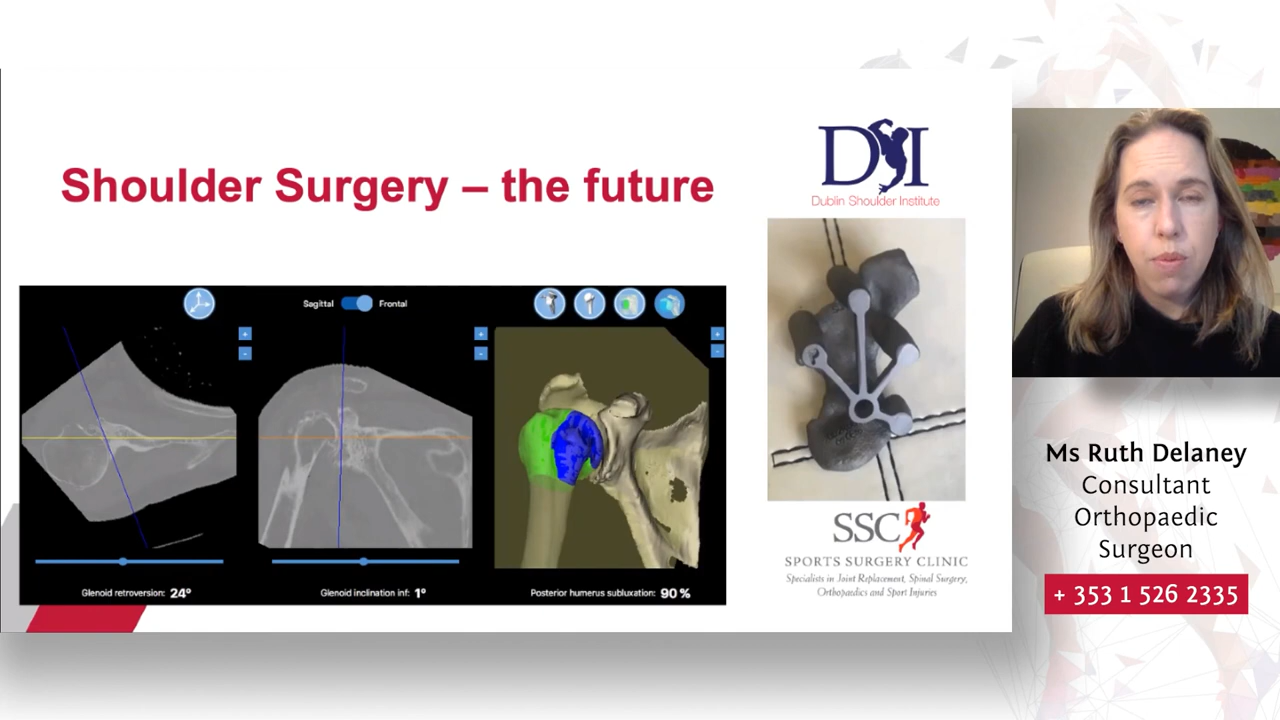 Shoulder Surgery – the future
DSI
Dublin Shoulder Institute
Sagittal
Frontal
+
-
+
-
+
-
Glenoid retroversion: 24º
Glenoid inclination inf: 1º
Posterior humerus subluxation: 90 %
SSC
SPORTS SURGERY CLINIC
Specialists in Joint Replacement, Spinal Surgery,
Orthopaedics and Sport Injuries
Ms Ruth Delaney
Consultant
Orthopaedic
Surgeon
+ 353 1 526 2335